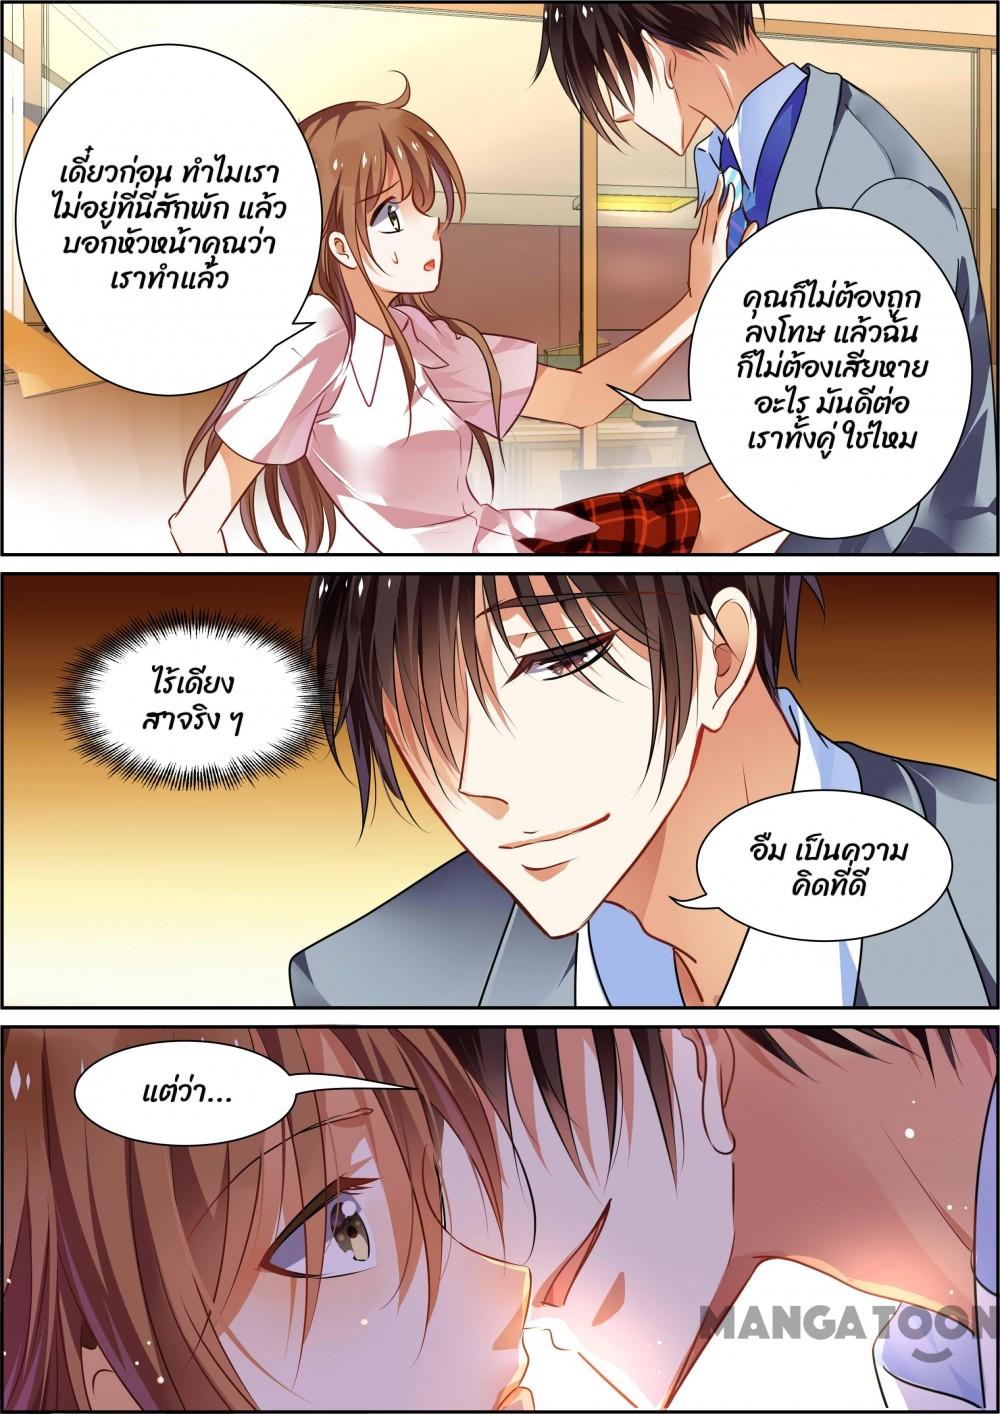 เดี๋ยวก่อน ทำไมเรา
ไม่อยู่ที่นี่สักพัก แล้ว
บอกหัวหน้าคุณว่า
เราทำแล้ว
คุณก็ไม่ต้องถูก
ลงโทษ แล้วฉัน
ก็ไม่ต้องเสียหาย
อะไร มันดีต่อ
เราทั้งคู่ ใช่ไหม
ไร้เดียง
สาจริง ๆ
อืม เป็นความ
คิดที่ดี
แต่ว่า...
MANGATOON